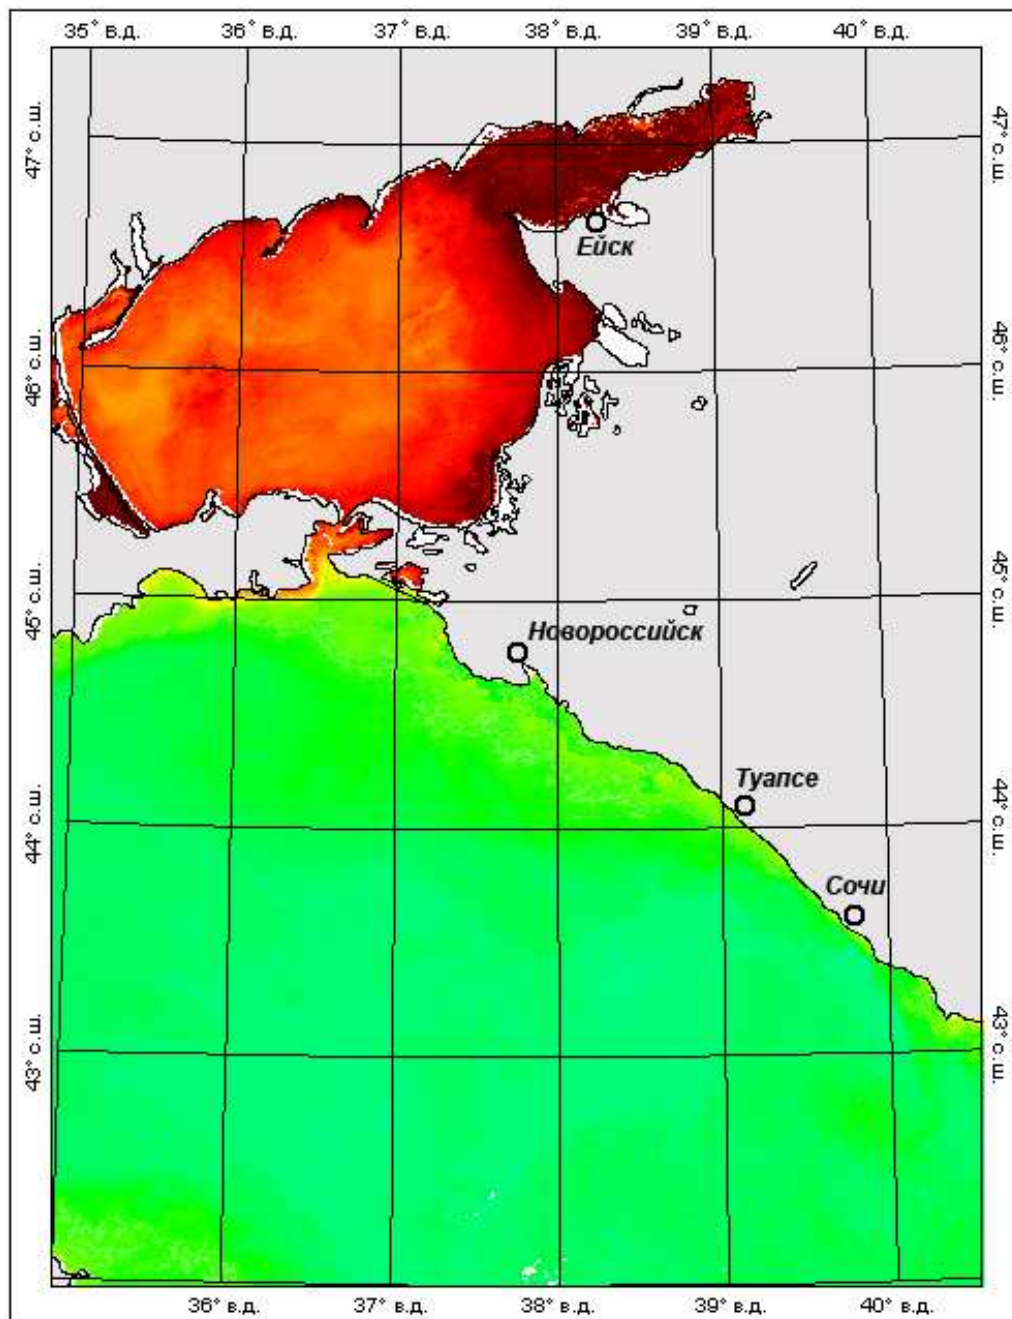 35° в.д.
36° в.д.
37° в.д.
38° в.д.
39° в.д.
40° в.д.
47° с.ш.
47° с.ш.
Ейск
46° с.ш.
46° с.ш.
45° с.ш.
45° с.ш.
Новороссийск
Туапсе
44° с.ш.
44° с.ш.
Сочи
43° с.ш.
43° с.ш.
36° в.д.
37° в.д.
38° в.д.
39° в.д.
40° в.д.